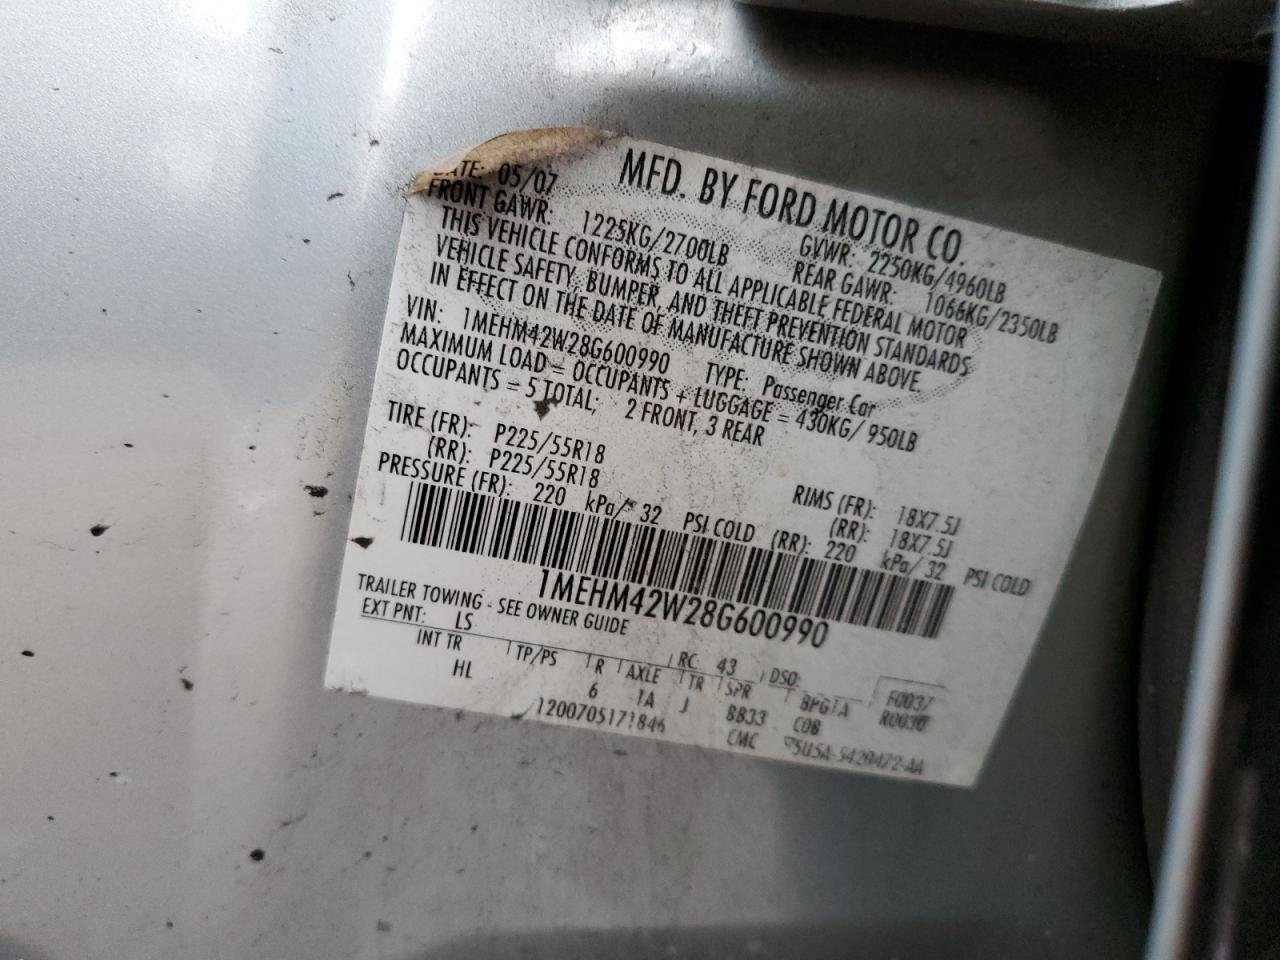 MFD. BY FORD MOTOR CO.
DATE: 05/07 GVWR: 2250KG/4960LB
FRONT GAWR: 1225KG/2700LB REAR GAWR: 1066KG/2350LB
THIS VEHICLE CONFORMS TO ALL APPLICABLE FEDERAL MOTOR
VEHICLE SAFETY, BUMPER, AND THEFT PREVENTION STANDARDS
IN EFFECT ON THE DATE OF MANUFACTURE SHOWN ABOVE.
VIN: 1MEHM42W28G600990 TYPE: Passenger Car
MAXIMUM LOAD = OCCUPANTS + LUGGAGE = 430KG/ 950LB
OCCUPANTS = 5 TOTAL; 2 FRONT, 3 REAR
TIRE (FR): P225/55R18 RIMS (FR): 18X7.5J
(RR): P225/55R18 (RR): 18X7.5J
PRESSURE (FR): 220 kPa/ 32 PSI COLD (RR): 220 kPa/ 32 PSI COLD
1MEHM42W28G600990
TRAILER TOWING - SEE OWNER GUIDE
EXT PNT: LS RC: 43 DSO: F0037
INT TR TP/PS R AXLE TR SPR BPGTA
HL 6 1A J BB33 COB
1200705171846 CMC